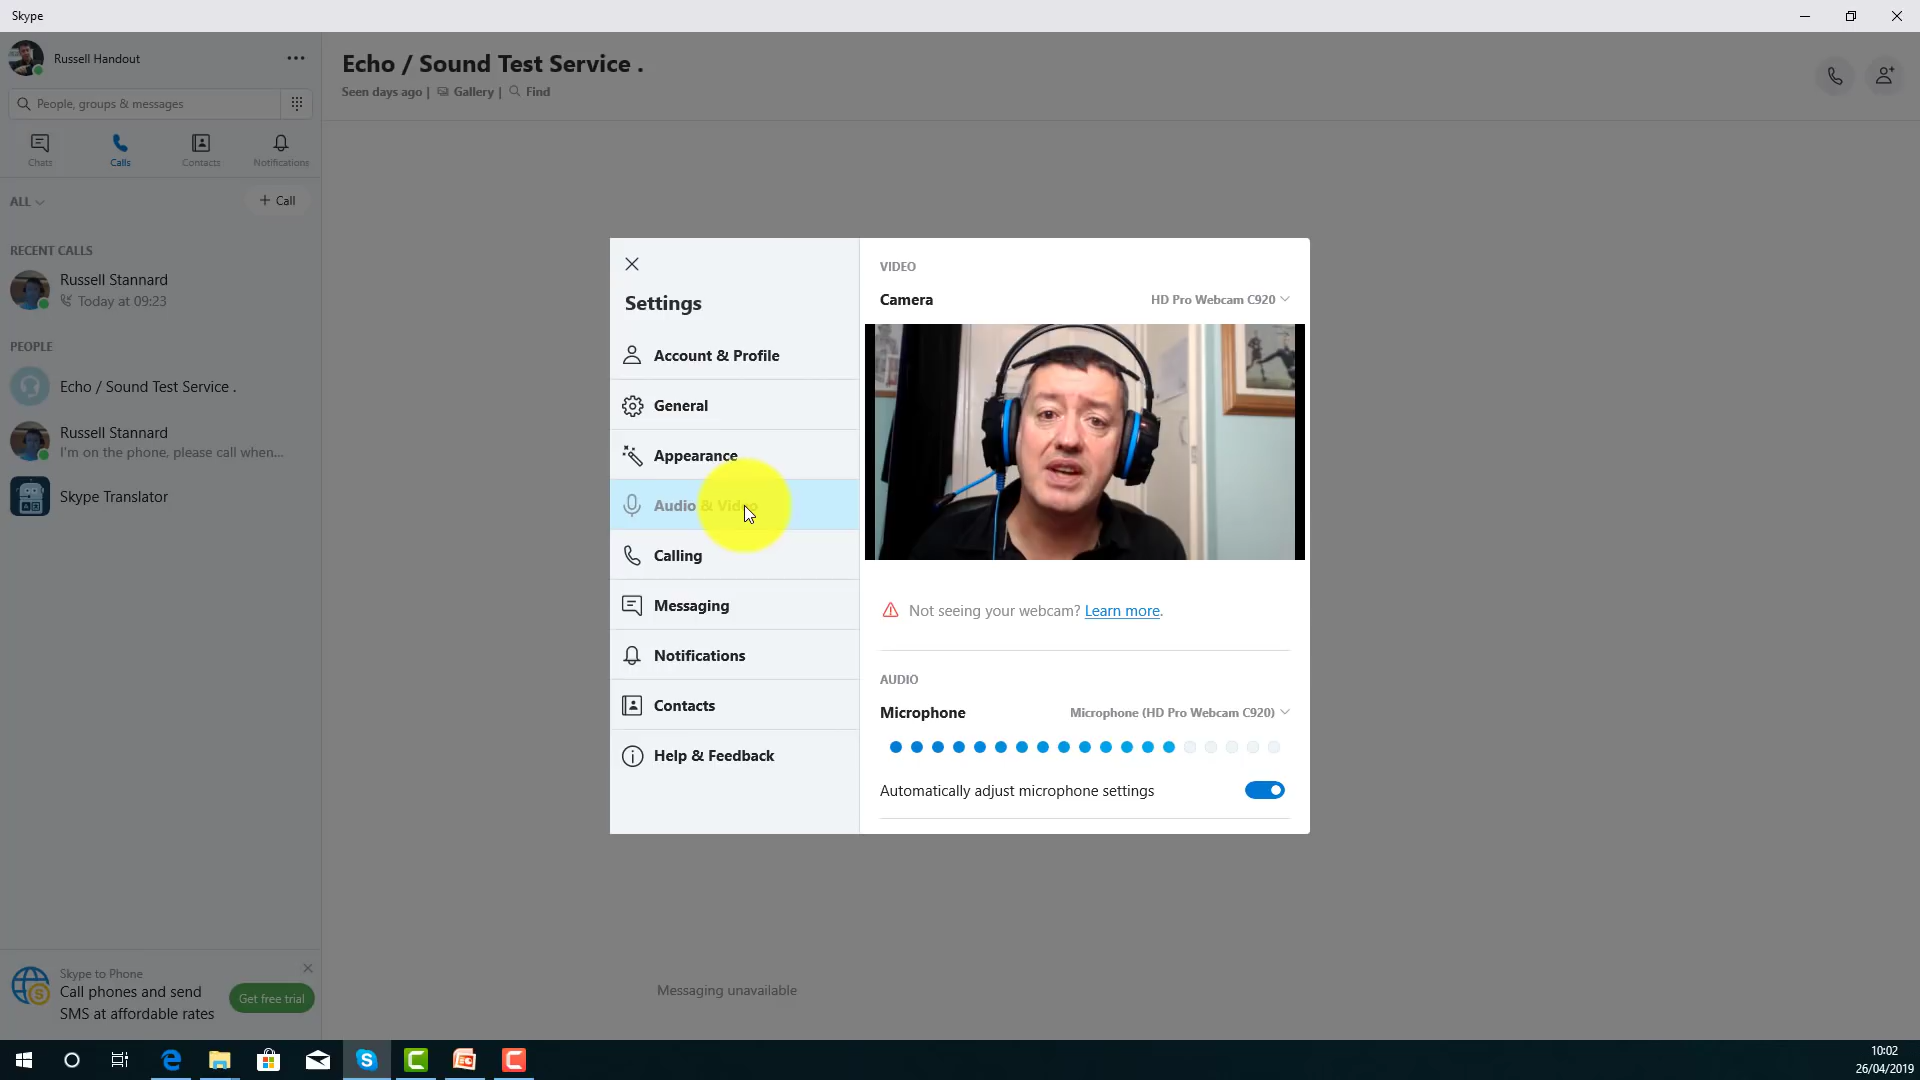 Skype
Russell Handout
People, groups & messages
Chats
Calls
Contacts
Notifications
ALL
+ Call
RECENT CALLS
Russell Stannard
Today at 09:23
PEOPLE
Echo / Sound Test Service .
Russell Stannard
I'm on the phone, please call when...
Skype Translator
Skype to Phone
Call phones and send
SMS at affordable rates
Get free trial
Echo / Sound Test Service .
Seen days ago | Gallery | Find
Messaging unavailable
Settings
Account & Profile
General
Appearance
Audio & Video
Calling
Messaging
Notifications
Contacts
Help & Feedback
VIDEO
Camera
HD Pro Webcam C920
Not seeing your webcam? Learn more.
AUDIO
Microphone
Microphone (HD Pro Webcam C920)
Automatically adjust microphone settings
10:02
26/04/2019